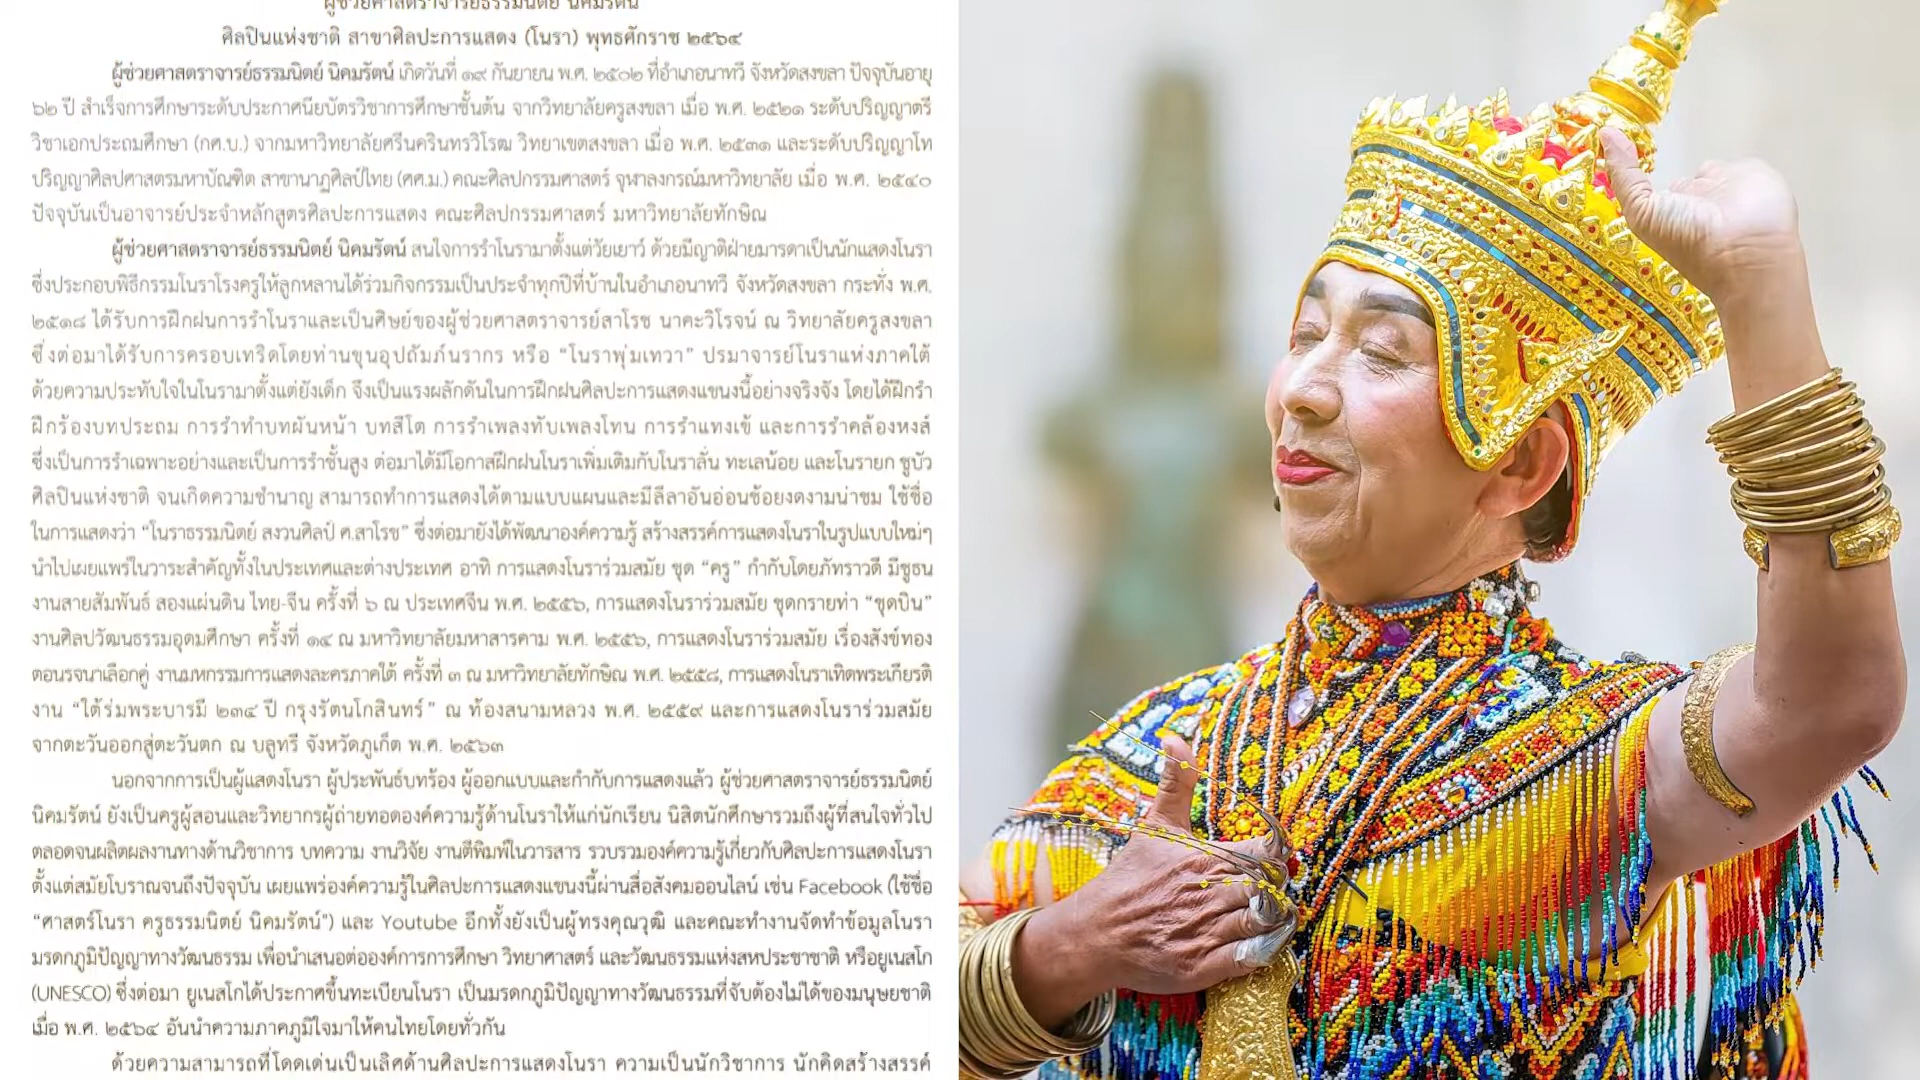 ผู้ช่วยศาสตราจารย์ธรรมนิตย์ นิคมรัตน์
ศิลปินแห่งชาติ สาขาศิลปะการแสดง (โนรา) พุทธศักราช ๒๕๖๔
ผู้ช่วยศาสตราจารย์ธรรมนิตย์ นิคมรัตน์ เกิดวันที่ ๑๙ กันยายน พ.ศ. ๒๕๐๒ ที่อำเภอนาทวี จังหวัดสงขลา ปัจจุบันอายุ
๖๒ ปี สำเร็จการศึกษาระดับประกาศนียบัตรวิชาการศึกษาชั้นต้น จากวิทยาลัยครูสงขลา เมื่อ พ.ศ. ๒๕๒๑ ระดับปริญญาตรี
วิชาเอกประถมศึกษา (กศ.บ.) จากมหาวิทยาลัยศรีนครินทรวิโรฒ วิทยาเขตสงขลา เมื่อ พ.ศ. ๒๕๓๑ และระดับปริญญาโท
ปริญญาศิลปศาสตรมหาบัณฑิต สาขานาฏศิลป์ไทย (ศศ.ม.) คณะศิลปกรรมศาสตร์ จุฬาลงกรณ์มหาวิทยาลัย เมื่อ พ.ศ. ๒๕๔๐
ปัจจุบันเป็นอาจารย์ประจำหลักสูตรศิลปะการแสดง คณะศิลปกรรมศาสตร์ มหาวิทยาลัยทักษิณ
ผู้ช่วยศาสตราจารย์ธรรมนิตย์ นิคมรัตน์ สนใจการรำโนรามาตั้งแต่วัยเยาว์ ด้วยมีญาติฝ่ายมารดาเป็นนักแสดงโนรา
ซึ่งประกอบพิธีกรรมโนราโรงครูให้ลูกหลานได้ร่วมกิจกรรมเป็นประจำทุกปีที่บ้านในอำเภอนาทวี จังหวัดสงขลา กระทั่ง พ.ศ.
๒๕๑๘ ได้รับการฝึกฝนการรำโนราและเป็นศิษย์ของผู้ช่วยศาสตราจารย์สาโรช นาคะวิโรจน์ ณ วิทยาลัยครูสงขลา
ซึ่งต่อมาได้รับการครอบเทริดโดยท่านขุนอุปถัมภ์นรากร หรือ “โนราพุ่มเทวา” ปรมาจารย์โนราแห่งภาคใต้
ด้วยความประทับใจในโนรามาตั้งแต่ยังเด็ก จึงเป็นแรงผลักดันในการฝึกฝนศิลปะการแสดงแขนงนี้อย่างจริงจัง โดยได้ฝึกรำ
ฝึกร้องบทประถม การรำทำบทผันหน้า บทสีโต การรำเพลงทับเพลงโทน การรำแทงเข้ และการรำคล้องหงส์
ซึ่งเป็นการรำเฉพาะอย่างและเป็นการรำชั้นสูง ต่อมาได้มีโอกาสฝึกฝนโนราเพิ่มเติมกับโนราลั่น ทะเลน้อย และโนรายก ชูบัว
ศิลปินแห่งชาติ จนเกิดความชำนาญ สามารถทำการแสดงได้ตามแบบแผนและมีลีลาอันอ่อนช้อยงดงามน่าชม ใช้ชื่อ
ในการแสดงว่า “โนราธรรมนิตย์ สงวนศิลป์ ศ.สาโรช” ซึ่งต่อมายังได้พัฒนาองค์ความรู้ สร้างสรรค์การแสดงโนราในรูปแบบใหม่ๆ
นำไปเผยแพร่ในวาระสำคัญทั้งในประเทศและต่างประเทศ อาทิ การแสดงโนราร่วมสมัย ชุด “ครู” กำกับโดยภัทราวดี มีชูธน
งานสายสัมพันธ์ สองแผ่นดิน ไทย-จีน ครั้งที่ ๖ ณ ประเทศจีน พ.ศ. ๒๕๕๖, การแสดงโนราร่วมสมัย ชุดกรายท่า “ชุดบิน”
งานศิลปวัฒนธรรมอุดมศึกษา ครั้งที่ ๑๔ ณ มหาวิทยาลัยมหาสารคาม พ.ศ. ๒๕๕๖, การแสดงโนราร่วมสมัย เรื่องสังข์ทอง
ตอนรจนาเลือกคู่ งานมหกรรมการแสดงละครภาคใต้ ครั้งที่ ๓ ณ มหาวิทยาลัยทักษิณ พ.ศ. ๒๕๕๘, การแสดงโนราเทิดพระเกียรติ
งาน “ใต้ร่มพระบารมี ๒๓๔ ปี กรุงรัตนโกสินทร์” ณ ท้องสนามหลวง พ.ศ. ๒๕๕๙ และการแสดงโนราร่วมสมัย
จากตะวันออกสู่ตะวันตก ณ บลูทรี จังหวัดภูเก็ต พ.ศ. ๒๕๖๓
นอกจากการเป็นผู้แสดงโนรา ผู้ประพันธ์บทร้อง ผู้ออกแบบและกำกับการแสดงแล้ว ผู้ช่วยศาสตราจารย์ธรรมนิตย์
นิคมรัตน์ ยังเป็นครูผู้สอนและวิทยากรผู้ถ่ายทอดองค์ความรู้ด้านโนราให้แก่นักเรียน นิสิตนักศึกษารวมถึงผู้ที่สนใจทั่วไป
ตลอดจนผลิตผลงานทางด้านวิชาการ บทความ งานวิจัย งานตีพิมพ์ในวารสาร รวบรวมองค์ความรู้เกี่ยวกับศิลปะการแสดงโนรา
ตั้งแต่สมัยโบราณจนถึงปัจจุบัน เผยแพร่องค์ความรู้ในศิลปะการแสดงแขนงนี้ผ่านสื่อสังคมออนไลน์ เช่น Facebook (ใช้ชื่อ
“ศาสตร์โนรา ครูธรรมนิตย์ นิคมรัตน์”) และ Youtube อีกทั้งยังเป็นผู้ทรงคุณวุฒิ และคณะทำงานจัดทำข้อมูลโนรา
มรดกภูมิปัญญาทางวัฒนธรรม เพื่อนำเสนอต่อองค์การการศึกษา วิทยาศาสตร์ และวัฒนธรรมแห่งสหประชาชาติ หรือยูเนสโก
(UNESCO) ซึ่งต่อมา ยูเนสโกได้ประกาศขึ้นทะเบียนโนรา เป็นมรดกภูมิปัญญาทางวัฒนธรรมที่จับต้องไม่ได้ของมนุษยชาติ
เมื่อ พ.ศ. ๒๕๖๔ อันนำความภาคภูมิใจมาให้คนไทยโดยทั่วกัน
ด้วยความสามารถที่โดดเด่นเป็นเลิศด้านศิลปะการแสดงโนรา ความเป็นนักวิชาการ นักคิดสร้างสรรค์